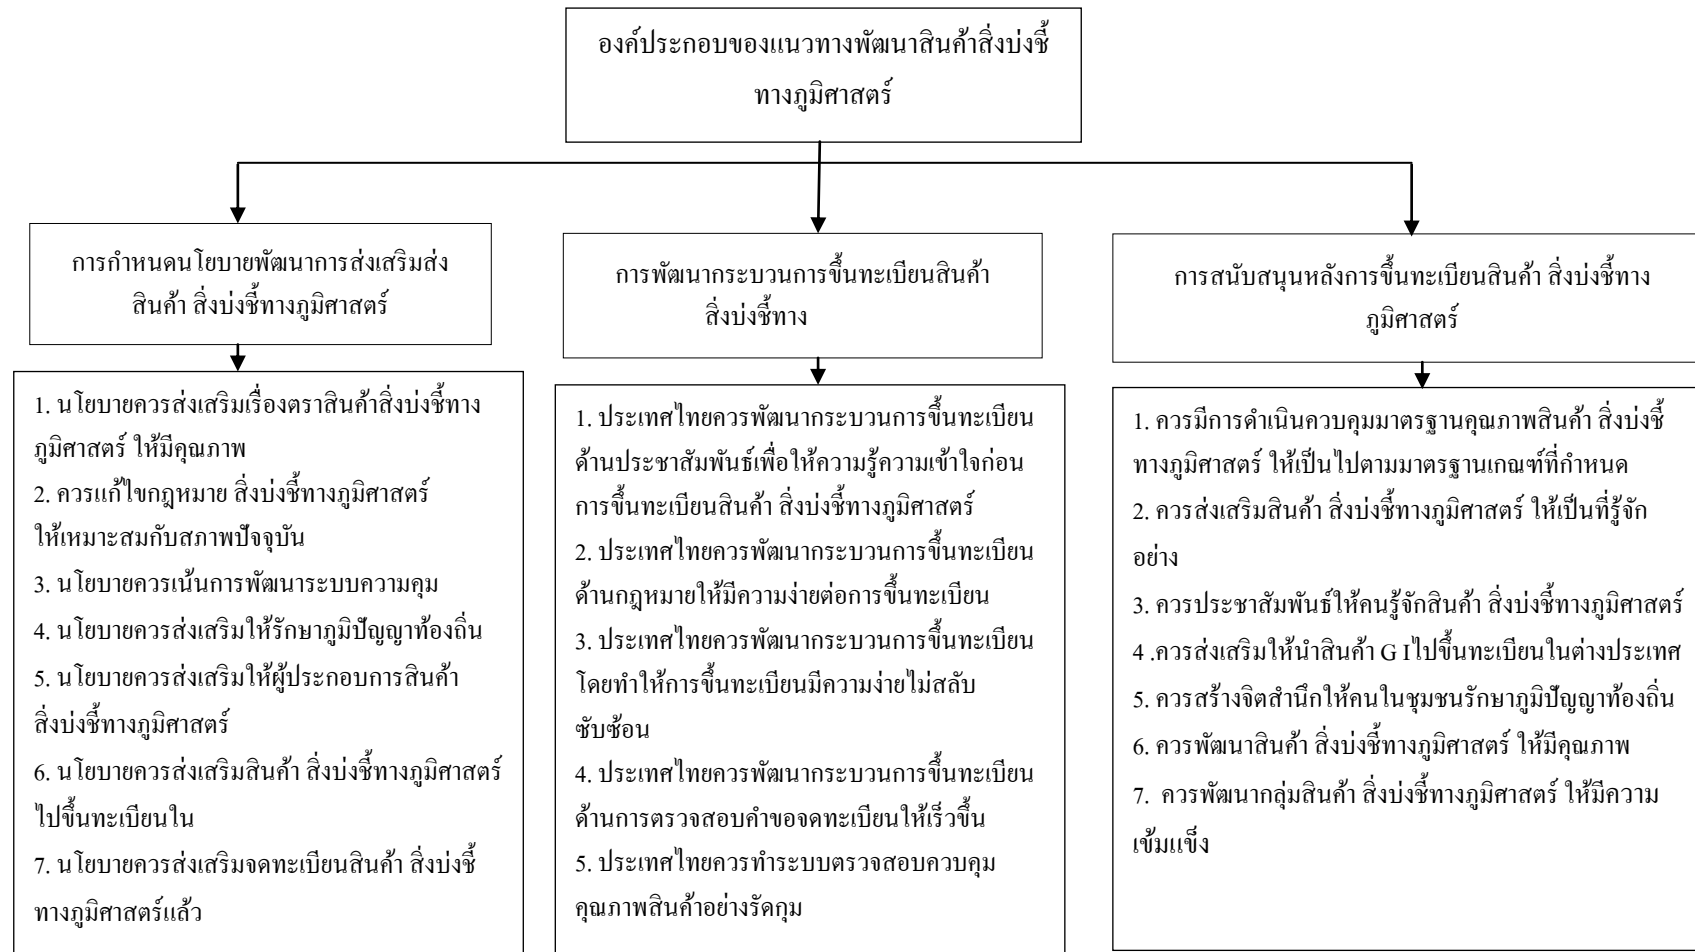 องค์ประกอบของแนวทางพัฒนาสินค้าสิ่งบ่งชี้
ทางภูมิศาสตร์
การกำหนดนโยบายพัฒนาการส่งเสริมส่ง
สินค้า สิ่งบ่งชี้ทางภูมิศาสตร์
1. นโยบายควรส่งเสริมเรื่องตราสินค้าสิ่งบ่งชี้ทาง
ภูมิศาสตร์ ให้มีคุณภาพ
2. ควรแก้ไขกฎหมาย สิ่งบ่งชี้ทางภูมิศาสตร์
ให้เหมาะสมกับสภาพปัจจุบัน
3. นโยบายควรเน้นการพัฒนาระบบความคุม
4. นโยบายควรส่งเสริมให้รักษาภูมิปัญญาท้องถิ่น
5. นโยบายควรส่งเสริมให้ผู้ประกอบการสินค้า
สิ่งบ่งชี้ทางภูมิศาสตร์
6. นโยบายควรส่งเสริมสินค้า สิ่งบ่งชี้ทางภูมิศาสตร์
ไปขึ้นทะเบียนใน
7. นโยบายควรส่งเสริมจดทะเบียนสินค้า สิ่งบ่งชี้
ทางภูมิศาสตร์แล้ว
การพัฒนากระบวนการขึ้นทะเบียนสินค้า
สิ่งบ่งชี้ทาง
1. ประเทศไทยควรพัฒนากระบวนการขึ้นทะเบียน
ด้านประชาสัมพันธ์เพื่อให้ความรู้ความเข้าใจก่อน
การขึ้นทะเบียนสินค้า สิ่งบ่งชี้ทางภูมิศาสตร์
2. ประเทศไทยควรพัฒนากระบวนการขึ้นทะเบียน
ด้านกฎหมายให้มีความง่ายต่อการขึ้นทะเบียน
3. ประเทศไทยควรพัฒนากระบวนการขึ้นทะเบียน
โดยทำให้การขึ้นทะเบียนมีความง่ายไม่สลับ
ซับซ้อน
4. ประเทศไทยควรพัฒนากระบวนการขึ้นทะเบียน
ด้านการตรวจสอบคำขอจดทะเบียนให้เร็วขึ้น
5. ประเทศไทยควรทำระบบตรวจสอบควบคุม
คุณภาพสินค้าอย่างรัดกุม
การสนับสนุนหลังการขึ้นทะเบียนสินค้า สิ่งบ่งชี้ทาง
ภูมิศาสตร์
1. ควรมีการดำเนินควบคุมมาตรฐานคุณภาพสินค้า สิ่งบ่งชี้
ทางภูมิศาสตร์ ให้เป็นไปตามมาตรฐานเกณฑ์ที่กำหนด
2. ควรส่งเสริมสินค้า สิ่งบ่งชี้ทางภูมิศาสตร์ ให้เป็นที่รู้จัก
อย่าง
3. ควรประชาสัมพันธ์ให้คนรู้จักสินค้า สิ่งบ่งชี้ทางภูมิศาสตร์
4 .ควรส่งเสริมให้นำสินค้า G Iไปขึ้นทะเบียนในต่างประเทศ
5. ควรสร้างจิตสำนึกให้คนในชุมชนรักษาภูมิปัญญาท้องถิ่น
6. ควรพัฒนาสินค้า สิ่งบ่งชี้ทางภูมิศาสตร์ ให้มีคุณภาพ
7. ควรพัฒนากลุ่มสินค้า สิ่งบ่งชี้ทางภูมิศาสตร์ ให้มีความ
เข้มแข็ง